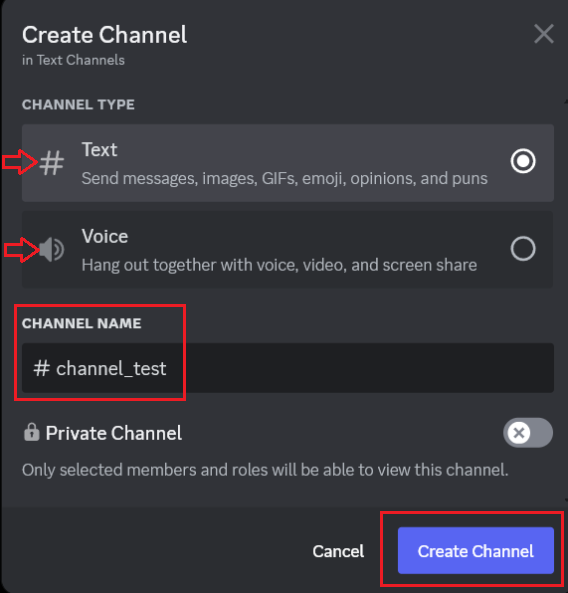 Create Channel
in Text Channels
CHANNEL TYPE
Text
Send messages, images, GIFs, emoji, opinions, and puns
Voice
Hang out together with voice, video, and screen share
CHANNEL NAME
# channel_test
Private Channel
Only selected members and roles will be able to view this channel.
Cancel Create Channel